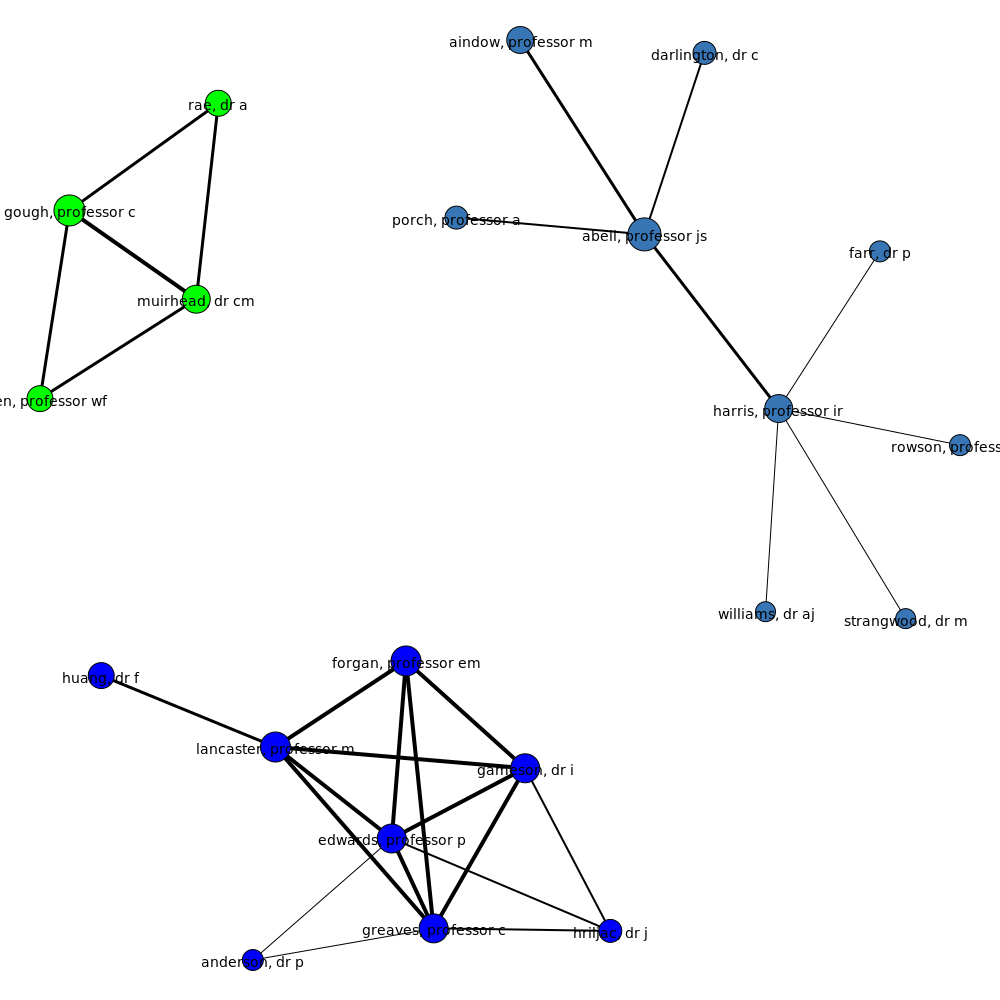 aindow, professor m
darlington, dr c
rae, dr a
gough, professor c
porch, professor a
abell, professor js
farr, dr p
muirhead, dr cm
en, professor wf
harris, professor ir
rowson, profess
williams, dr aj
strangwood, dr m
forgan, professor em
huang, dr f
lancaster, professor m
gameson, dr i
edwards, professor p
greaves, professor c
hriljac, dr j
anderson, dr p